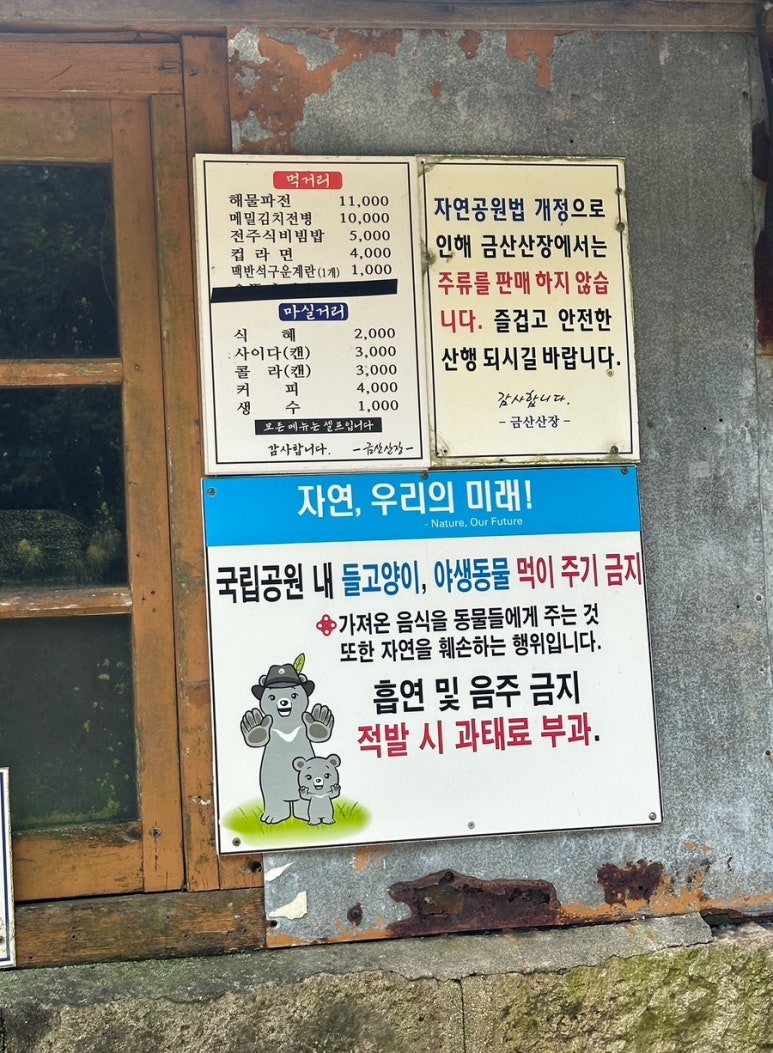 먹거리
해물파전 11,000
메밀김치전병 10,000
전주식비빔밥 5,000
컵라면 4,000
맥반석구운계란(1개) 1,000
마실거리
식혜 2,000
사이다(캔) 3,000
콜라(캔) 3,000
커피 4,000
생수 1,000
모든 메뉴는 셀프입니다
감사합니다. -금산산장-
자연공원법 개정으로
인해 금산산장에서는
주류를 판매 하지 않습
니다. 즐겁고 안전한
산행 되시길 바랍니다.
감사합니다.
- 금산산장 -
자연, 우리의 미래!
- Nature, Our Future
국립공원 내 들고양이, 야생동물 먹이 주기 금지
가져온 음식을 동물들에게 주는 것
또한 자연을 훼손하는 행위입니다.
흡연 및 음주 금지
적발 시 과태료 부과.